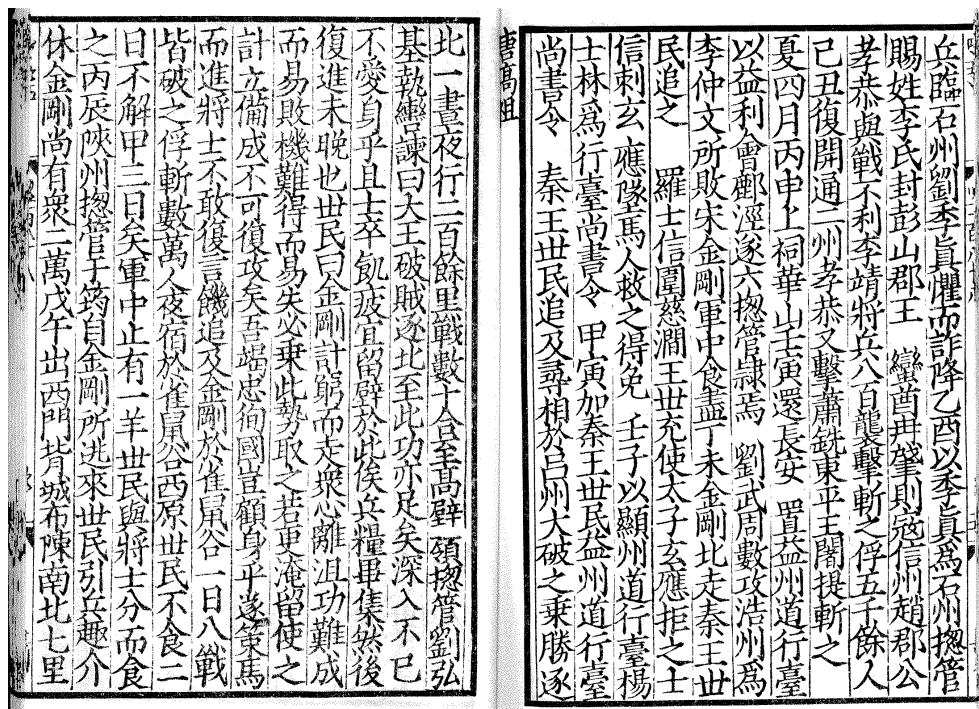 兵臨石州劉季真懼而詐降乙酉以季真爲石州揔管
賜姓李氏封彭山郡王　蠻酋冉肇則寇信州趙郡公
孝恭與戰不利李靖將兵八百襲擊斬之俘五千餘人
己丑復開通二州孝恭又擊蕭銑東平王闍提斬之
夏四月丙申上祠華山壬寅還長安　置益州道行臺
以益利會鄜涇遂六揔管隸焉　劉武周數攻浩州爲
李仲文所敗宋金剛軍中食盡丁未金剛北走秦王世
民追之　羅士信圍慈澗王世充使太子玄應拒之士
信刺玄應墜馬人救之得免　壬子以顯州道行臺楊
士林爲行臺尚書令　甲寅加秦王世民益州道行臺
尚書令　秦王世民追及尋相於呂州大破之乗勝逐
唐高祖
北一晝夜行二百餘里戰數十合至髙壁嶺揔管劉弘
基執轡諫曰大王破賊逐北至此功亦足矣深入不已
不愛身乎且士卒飢疲宜留壁於此俟兵糧畢集然後
復進未晚也世民曰金剛計窮而走衆心離沮功難成
而易敗機難得而易失必乗此勢取之若更淹留使之
計立備成不可復攻矣吾竭忠徇國豈顧身乎遂策馬
而進將士不敢復言饑追及金剛於雀鼠谷一日八戰
皆破之俘斬數萬人夜宿於雀鼠谷西原世民不食二
日不解甲三日矣軍中止有一羊世民與將士分而食
之丙辰陜州揔管于筠自金剛所逃來世民引兵趣介
休金剛尚有衆二萬戊午出西門背城布陳南北七里